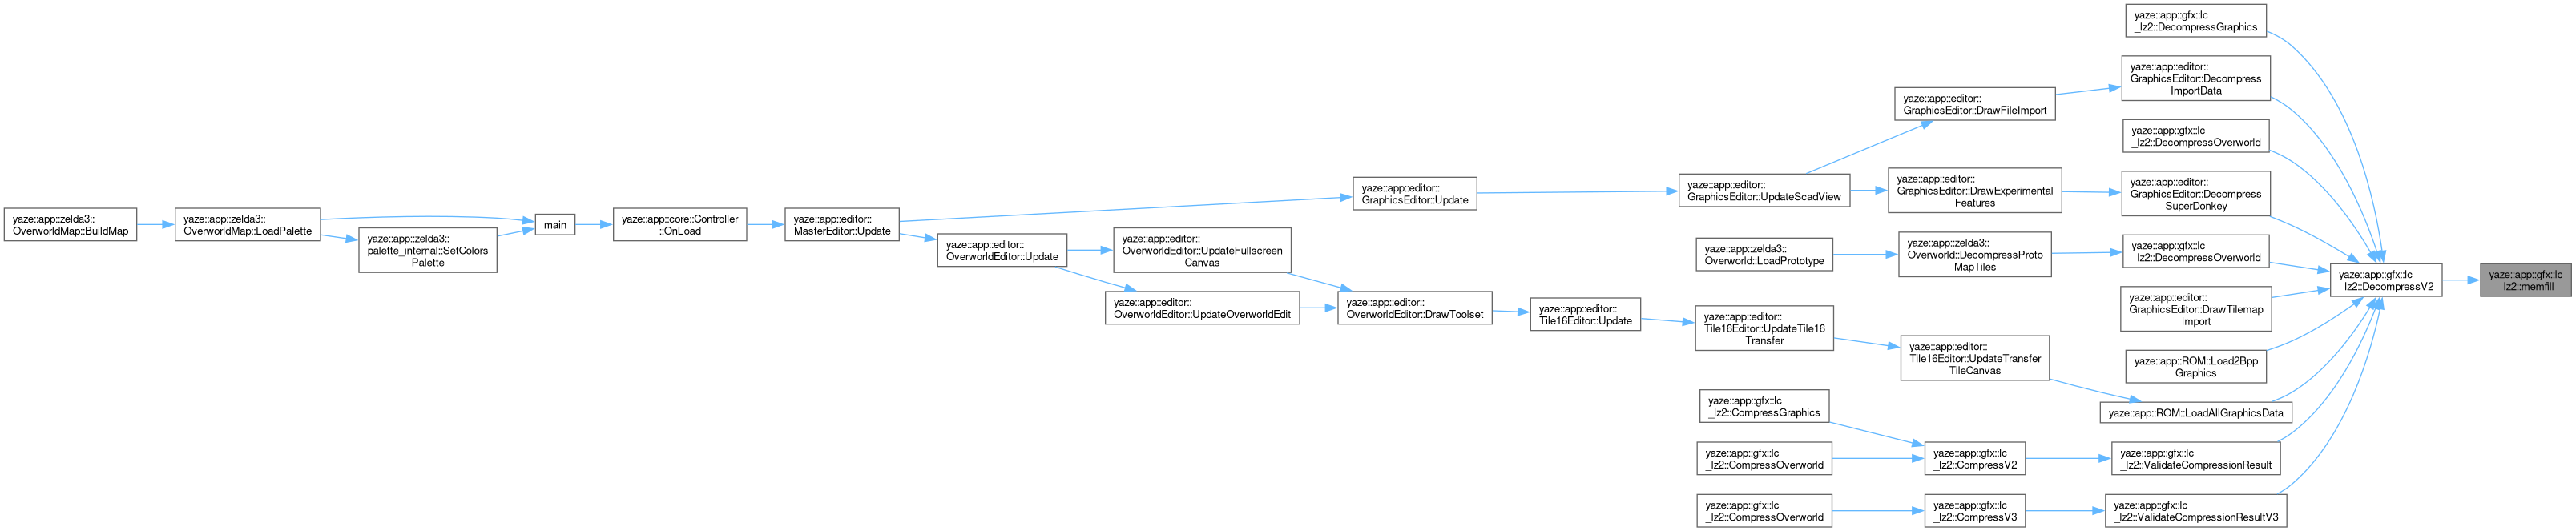 yaze::app::zelda3::
OverworldMap::BuildMap
yaze::app::zelda3::
OverworldMap::LoadPalette
yaze::app::zelda3::
palette_internal::SetColors
Palette
main
yaze::app::core::Controller
::OnLoad
yaze::app::editor::
MasterEditor::Update
yaze::app::editor::
OverworldEditor::Update
yaze::app::editor::
OverworldEditor::UpdateFullscreen
Canvas
yaze::app::editor::
OverworldEditor::UpdateOverworldEdit
yaze::app::editor::
GraphicsEditor::Update
yaze::app::editor::
OverworldEditor::DrawToolset
yaze::app::editor::
Tile16Editor::Update
yaze::app::editor::
GraphicsEditor::UpdateScadView
yaze::app::zelda3::
Overworld::LoadPrototype
yaze::app::editor::
Tile16Editor::UpdateTile16
Transfer
yaze::app::gfx::lc
_lz2::CompressGraphics
yaze::app::gfx::lc
_lz2::CompressOverworld
yaze::app::gfx::lc
_lz2::CompressOverworld
yaze::app::editor::
GraphicsEditor::DrawFileImport
yaze::app::editor::
GraphicsEditor::DrawExperimental
Features
yaze::app::zelda3::
Overworld::DecompressProto
MapTiles
yaze::app::editor::
Tile16Editor::UpdateTransfer
TileCanvas
yaze::app::gfx::lc
_lz2::CompressV2
yaze::app::gfx::lc
_lz2::CompressV3
yaze::app::gfx::lc
_lz2::DecompressGraphics
yaze::app::editor::
GraphicsEditor::Decompress
ImportData
yaze::app::gfx::lc
_lz2::DecompressOverworld
yaze::app::editor::
GraphicsEditor::Decompress
SuperDonkey
yaze::app::gfx::lc
_lz2::DecompressOverworld
yaze::app::editor::
GraphicsEditor::DrawTilemap
Import
yaze::app::ROM::Load2Bpp
Graphics
yaze::app::ROM::LoadAllGraphicsData
yaze::app::gfx::lc
_lz2::ValidateCompressionResult
yaze::app::gfx::lc
_lz2::ValidateCompressionResultV3
yaze::app::gfx::lc
_lz2::DecompressV2
yaze::app::gfx::lc
_lz2::memfill